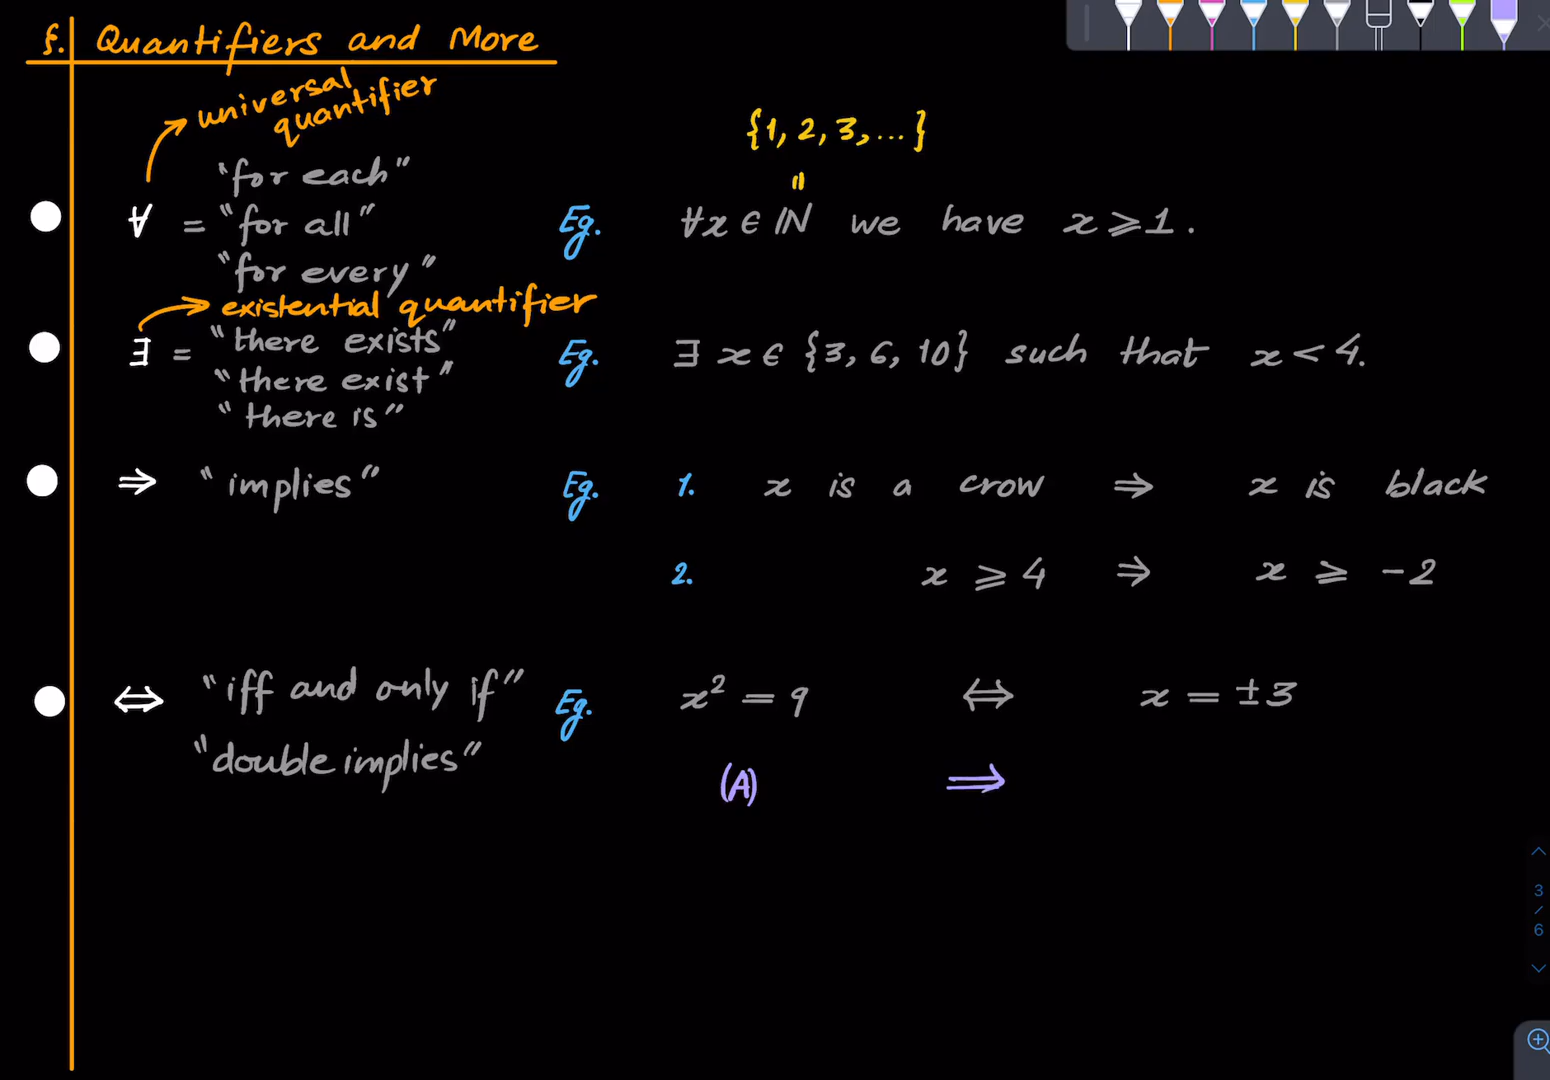 f. Quantifiers and More
universal
quantifier
{1, 2, 3, ...}
"for each"
=
∀ = "for all" Eg. ∀x ∈ ℕ we have x ⩾ 1.
"for every"
existential quantifier
∃ = "there exists" Eg. ∃ x ∈ {3, 6, 10} such that x < 4.
"there exist"
"there is"
⇒ "implies" Eg. 1. x is a crow ⇒ x is black
2. x ⩾ 4 ⇒ x ⩾ -2
⇔ "iff and only if" Eg. x² = 9 ⇔ x = ±3
"double implies"
(A) ⇒
3
/
6